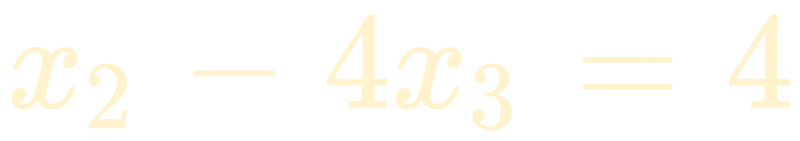 x₂ − 4x₃ = 4